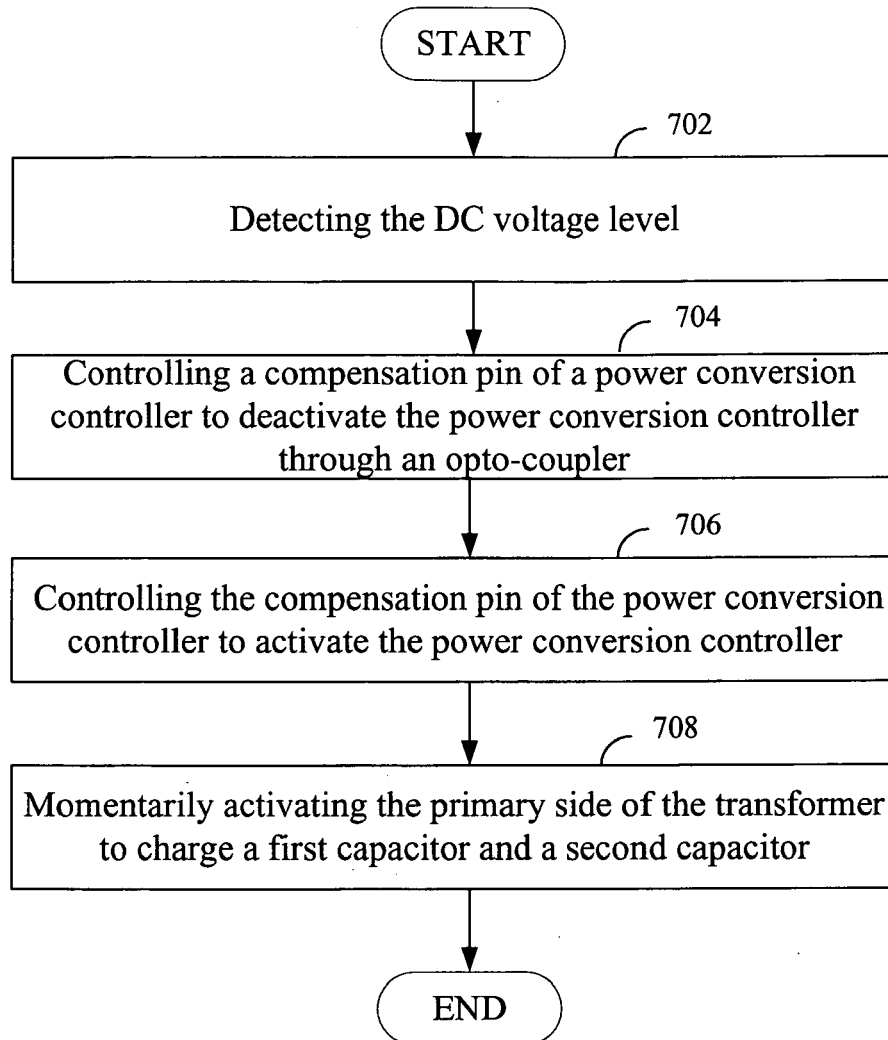 START
702
Detecting the DC voltage level
704
Controlling a compensation pin of a power conversion
controller to deactivate the power conversion controller
through an opto-coupler
706
Controlling the compensation pin of the power conversion
controller to activate the power conversion controller
708
Momentarily activating the primary side of the transformer
to charge a first capacitor and a second capacitor
END